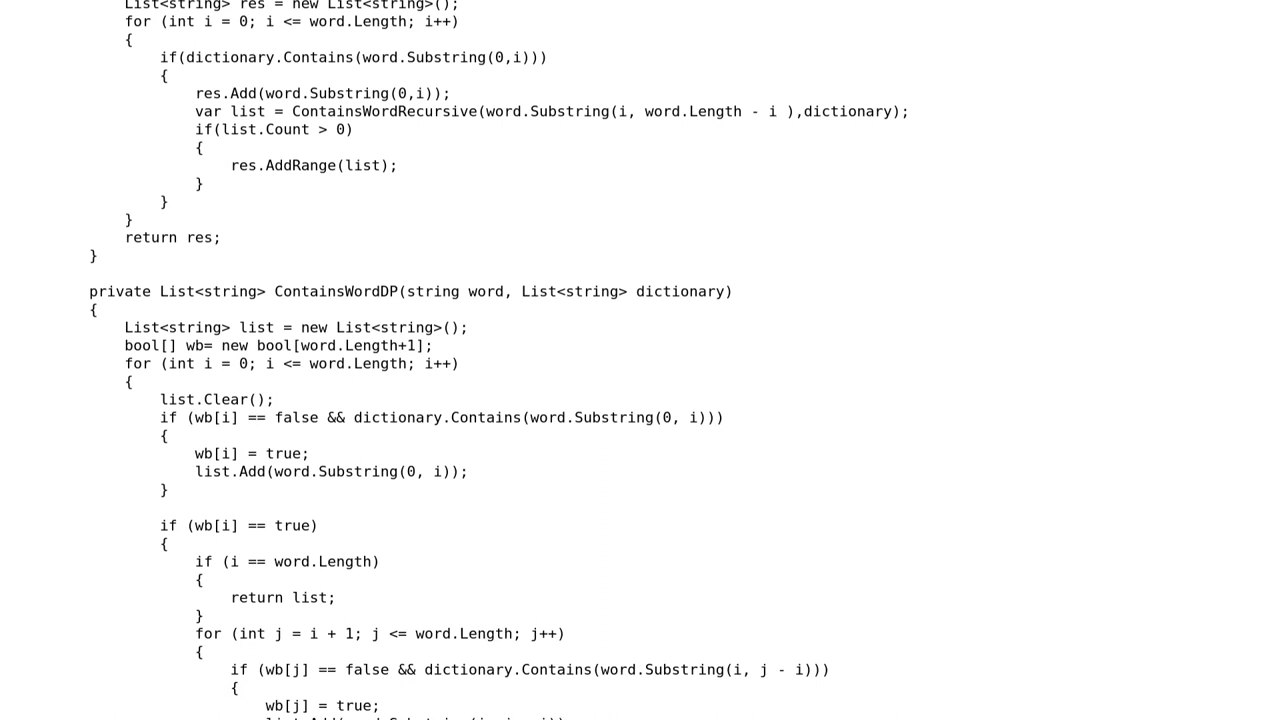 List<string> res = new List<string>();
for (int i = 0; i <= word.Length; i++)
{
if(dictionary.Contains(word.Substring(0,i)))
{
res.Add(word.Substring(0,i));
var list = ContainsWordRecursive(word.Substring(i, word.Length - i ),dictionary);
if(list.Count > 0)
{
res.AddRange(list);
}
}
}
return res;
}
private List<string> ContainsWordDP(string word, List<string> dictionary)
{
List<string> list = new List<string>();
bool[] wb= new bool[word.Length+1];
for (int i = 0; i <= word.Length; i++)
{
list.Clear();
if (wb[i] == false && dictionary.Contains(word.Substring(0, i)))
{
wb[i] = true;
list.Add(word.Substring(0, i));
}
if (wb[i] == true)
{
if (i == word.Length)
{
return list;
}
for (int j = i + 1; j <= word.Length; j++)
{
if (wb[j] == false && dictionary.Contains(word.Substring(i, j - i)))
{
wb[j] = true;